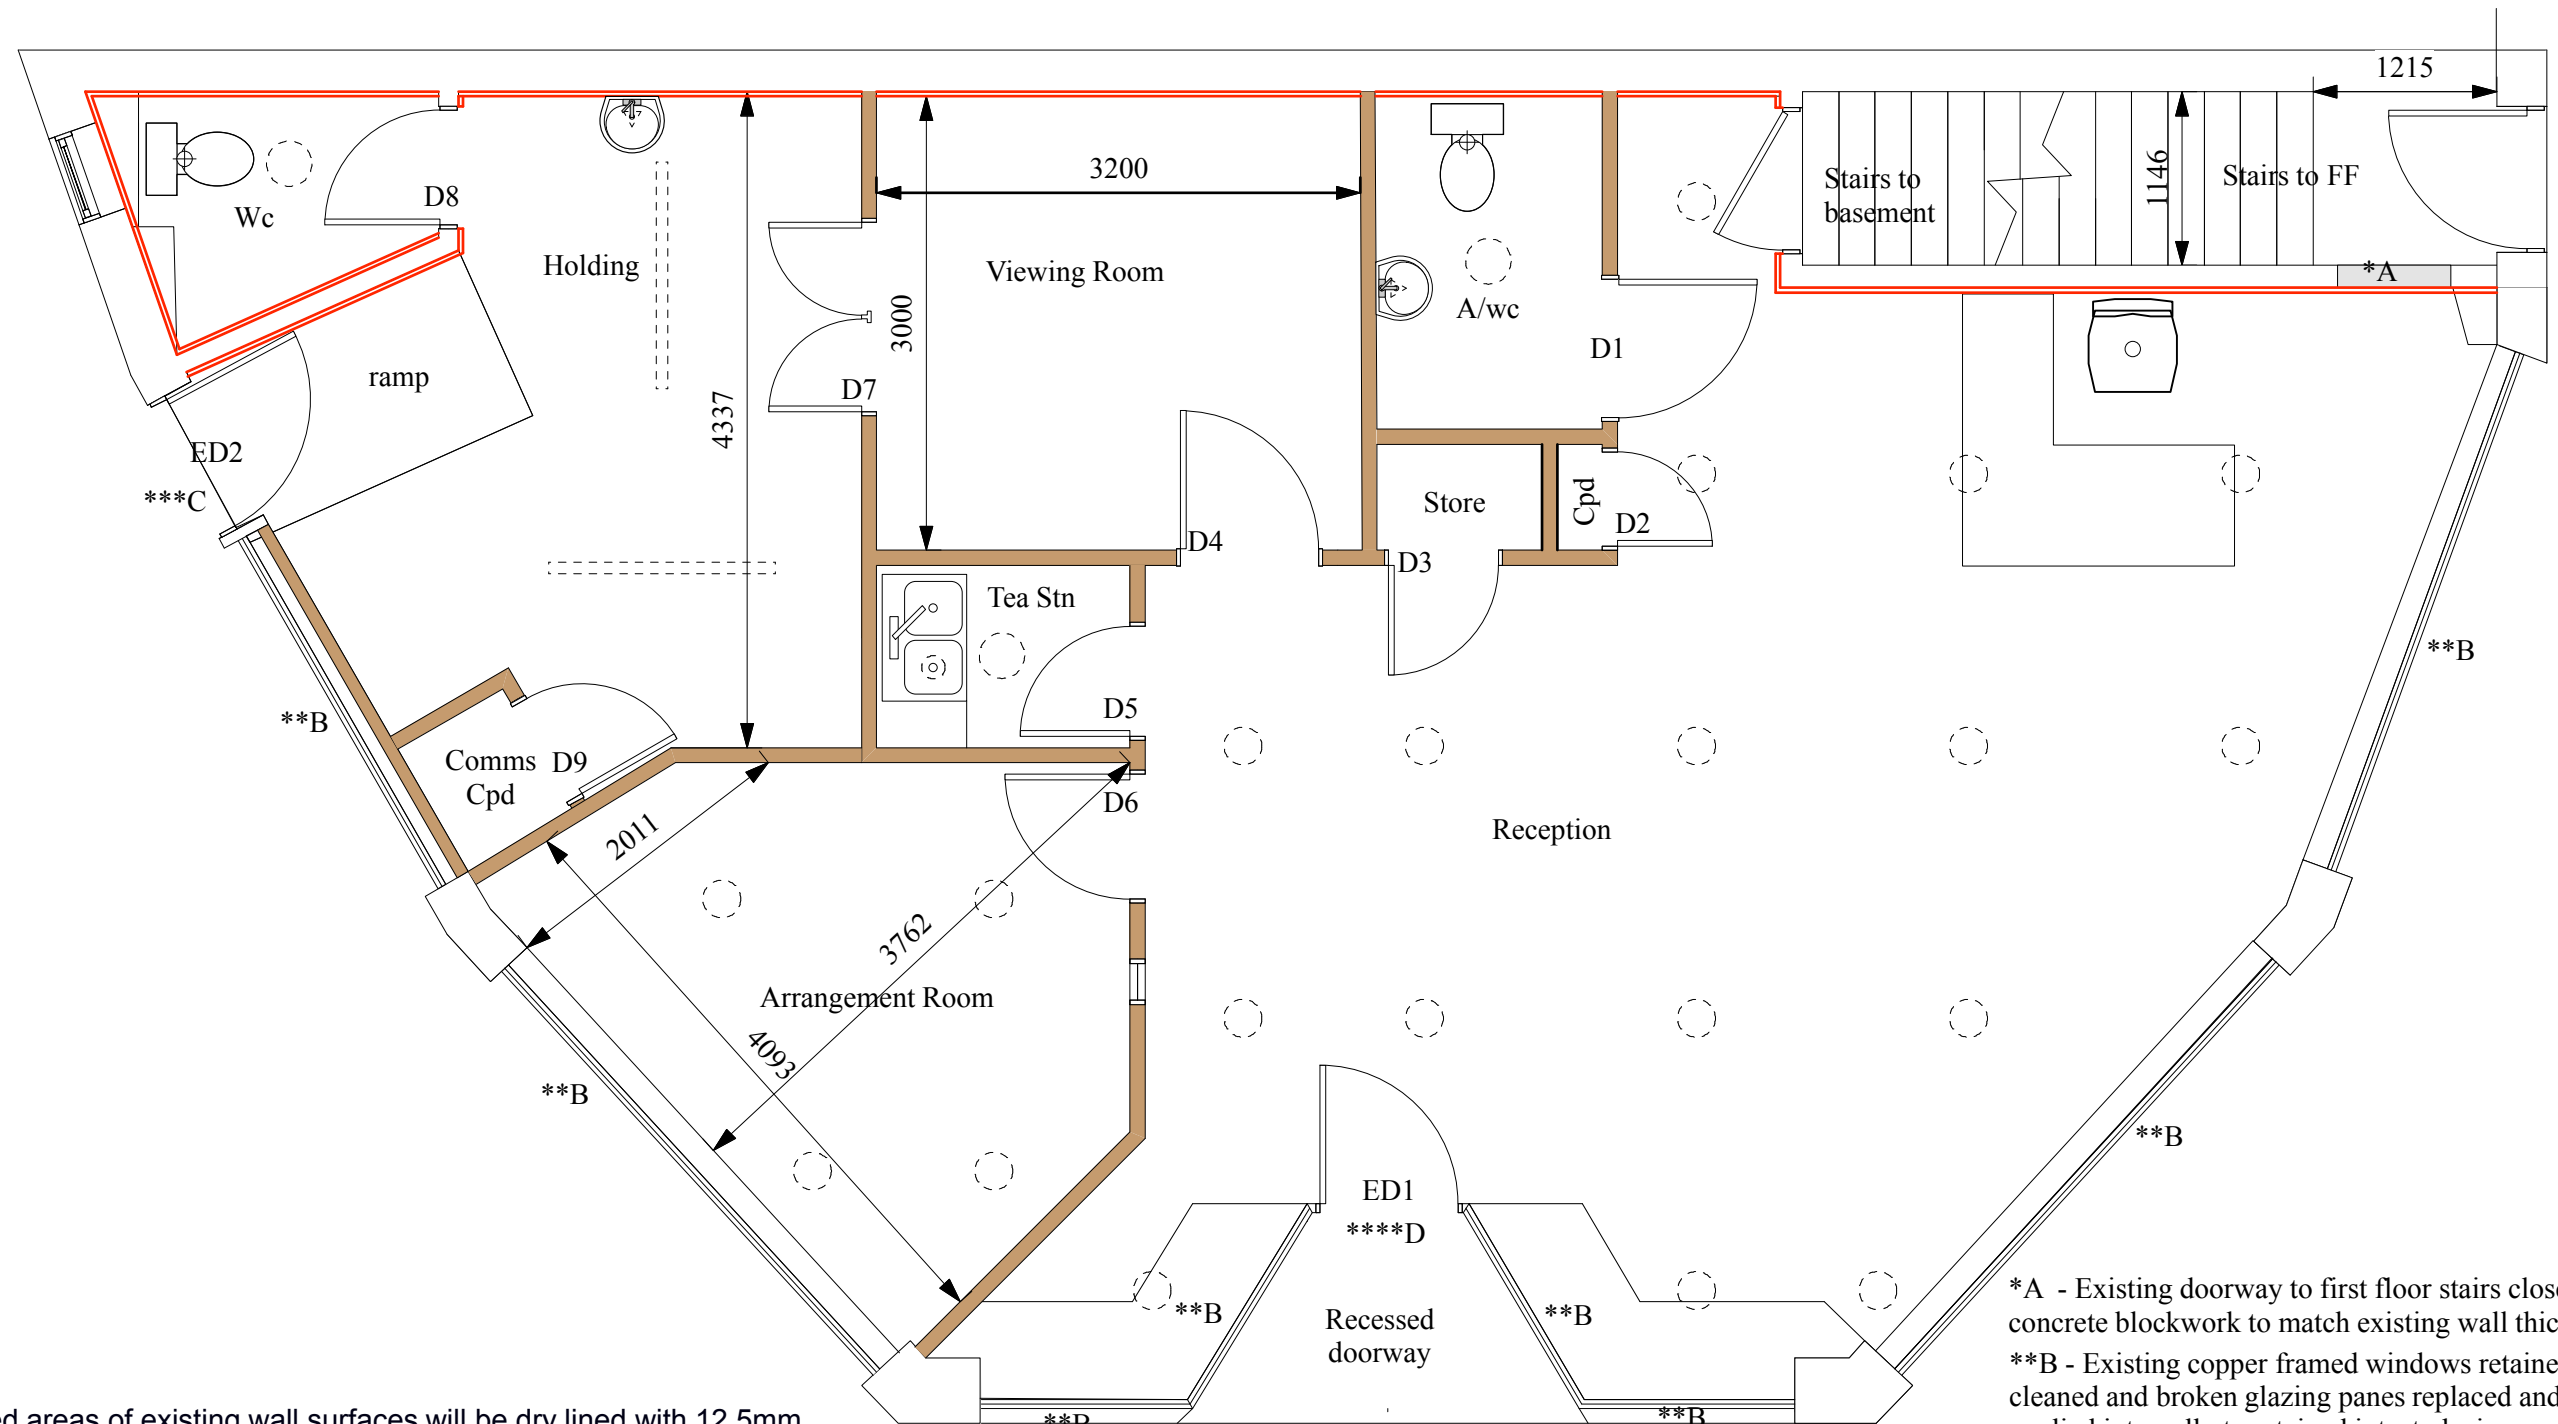 1215
D8
Wc
3200
Viewing Room
3000
Holding
4337
D7
A/wc
D1
Stairs to
basement
1146
Stairs to FF
*A
ramp
ED2
***C
Store
Cpd
D2
D4
D3
Tea Stn
D5
**B
**B
Comms
Cpd
D9
2011
D6
Reception
3762
Arrangement Room
4093
**B
**B
ED1
****D
**B
**B
Recessed
doorway
**B
**B
*A - Existing doorway to first floor stairs close
concrete blockwork to match existing wall thic
**B - Existing copper framed windows retaine
cleaned and broken glazing panes replaced and
ed areas of existing wall surfaces will be dry lined with 12.5mm